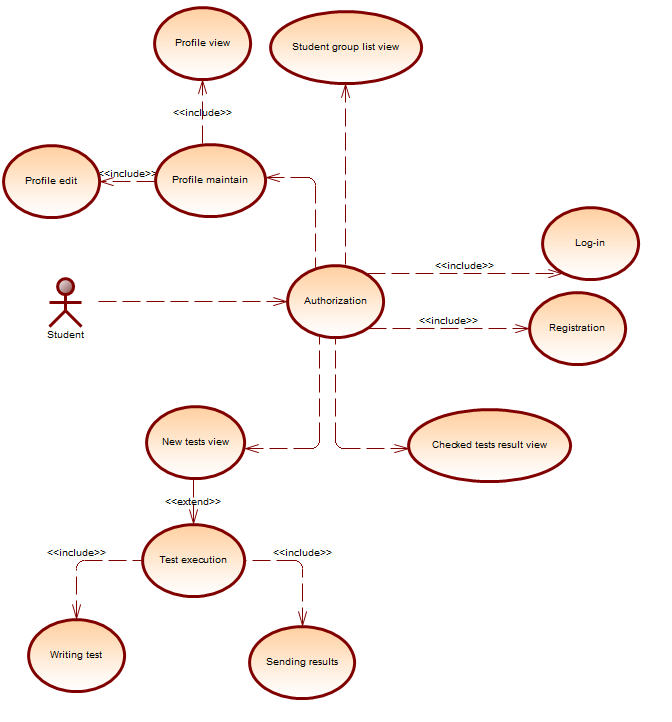 Profile view
Student group list view
<<include>>
<<include>>
Profile edit
Profile maintain
Log-in
<<include>>
Authorization
<<include>>
Registration
Student
New tests view
Checked tests result view
<<extend>>
<<include>>
<<include>>
Test execution
Writing test
Sending results